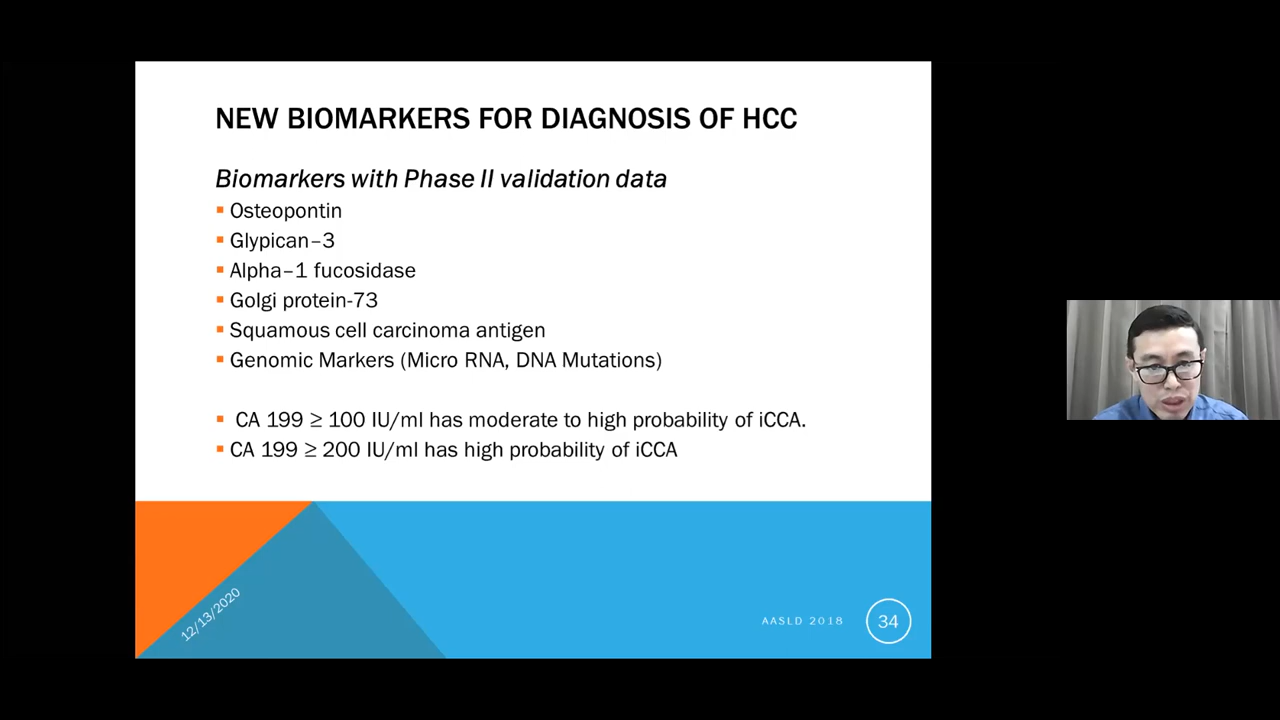 NEW BIOMARKERS FOR DIAGNOSIS OF HCC
Biomarkers with Phase II validation data
Osteopontin
Glypican–3
Alpha–1 fucosidase
Golgi protein-73
Squamous cell carcinoma antigen
Genomic Markers (Micro RNA, DNA Mutations)
CA 199 ≥ 100 IU/ml has moderate to high probability of iCCA.
CA 199 ≥ 200 IU/ml has high probability of iCCA
12/13/2020
AASLD 2018
34